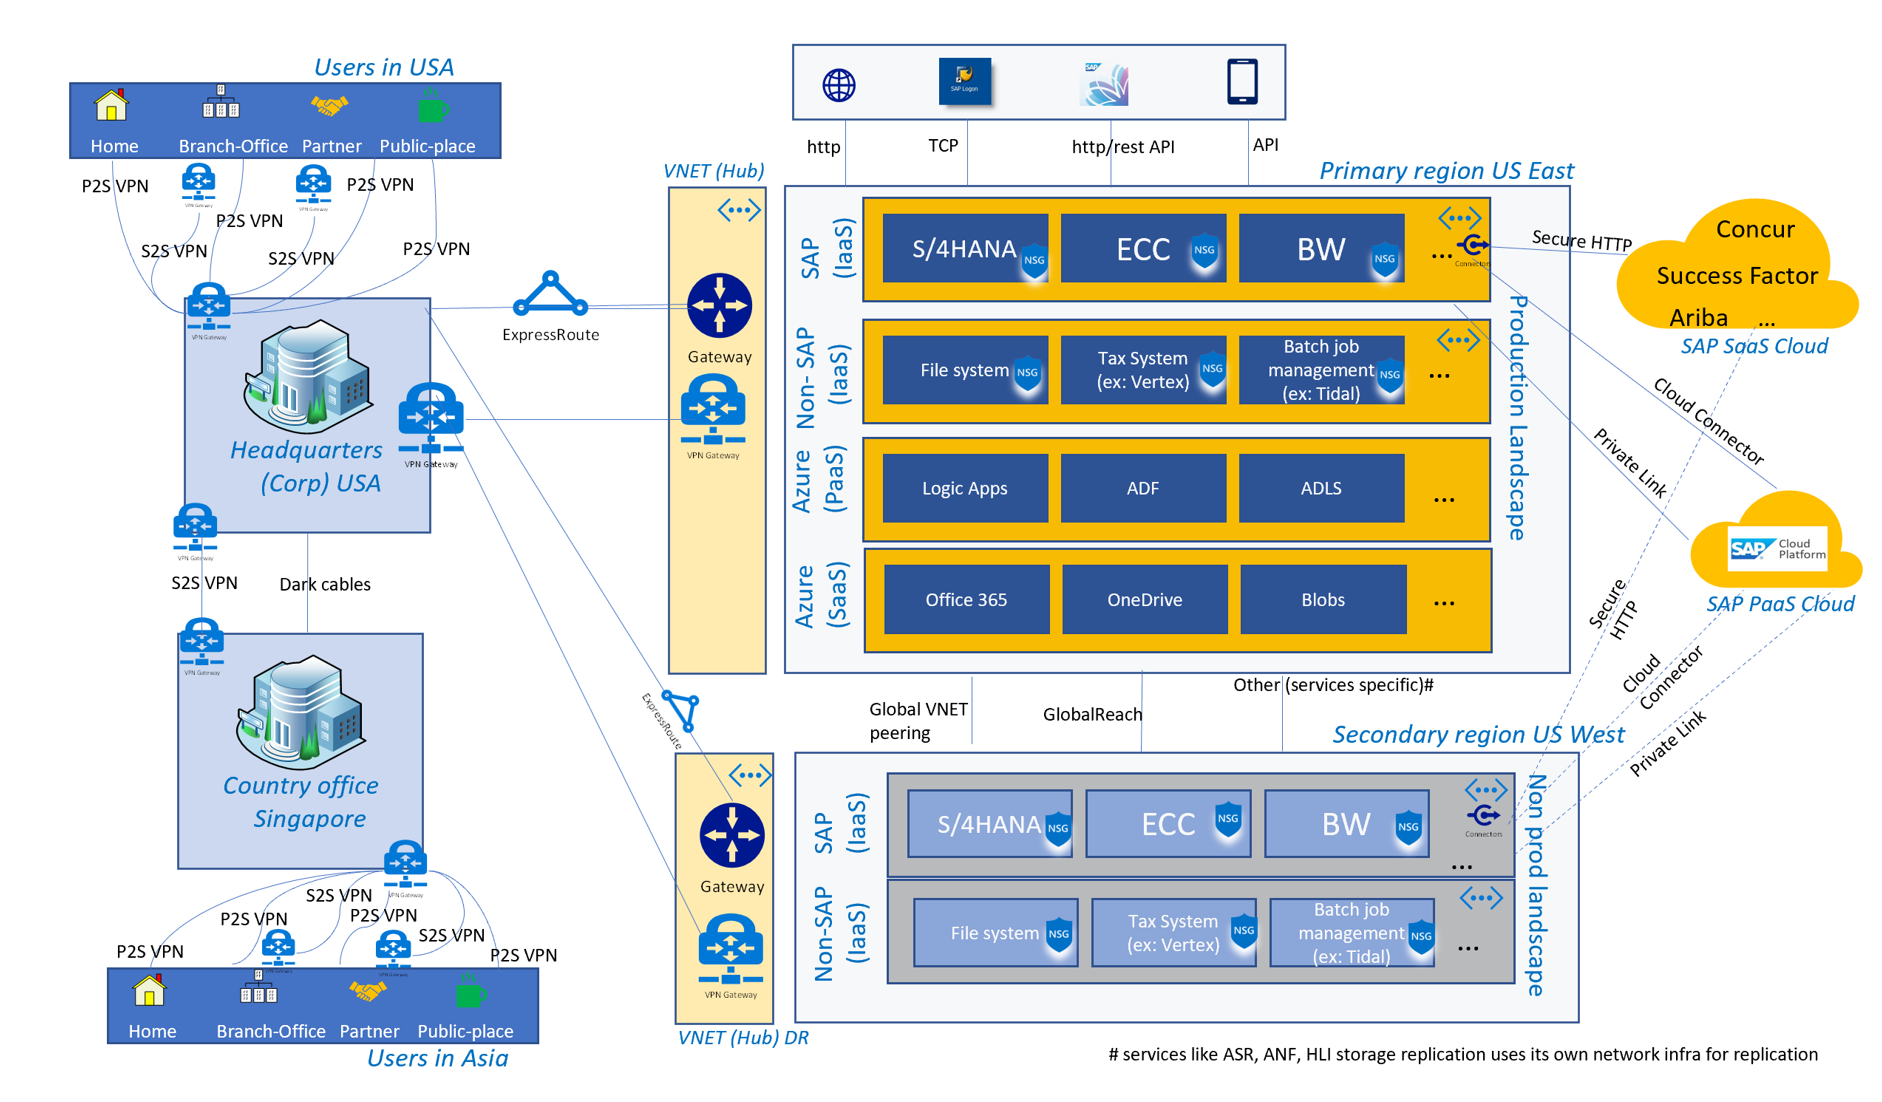 Users in USA
Home
Branch-Office
Partner
Public-place
P2S VPN
VPN Gateway
P2S VPN
VPN Gateway
P2S VPN
S2S VPN
S2S VPN
P2S VPN
VPN Gateway
Headquarters
(Corp) USA
VPN Gateway
VPN Gateway
S2S VPN
Dark cables
VPN Gateway
Country office
Singapore
VPN Gateway
S2S VPN
P2S VPN
P2S VPN
S2S VPN
P2S VPN
P2S VPN
VPN Gateway
VPN Gateway
Home
Branch-Office
Partner
Public-place
Users in Asia
ExpressRoute
ExpressRoute
VNET (Hub)
Gateway
VPN Gateway
Gateway
VPN Gateway
VNET (Hub) DR
SAP Logon
SAP
http
TCP
http/rest API
API
Primary region US East
SAP
(IaaS)
S/4HANA
NSG
ECC
NSG
BW
NSG
...
Connectors
Non- SAP
(IaaS)
File system
NSG
Tax System
(ex: Vertex)
NSG
Batch job
management
(ex: Tidal)
NSG
...
Azure
(PaaS)
Logic Apps
ADF
ADLS
...
Azure
(SaaS)
Office 365
OneDrive
Blobs
...
Production Landscape
Global VNET
peering
GlobalReach
Other (services specific)#
Secondary region US West
SAP
(IaaS)
S/4HANA
NSG
ECC
NSG
BW
NSG
Connectors
...
Non-SAP
(IaaS)
File system
NSG
Tax System
(ex: Vertex)
NSG
Batch job
management
(ex: Tidal)
NSG
...
Non prod landscape
Secure HTTP
Concur
Success Factor
Ariba ...
SAP SaaS Cloud
Cloud Connector
Private Link
SAP Cloud
Platform
SAP PaaS Cloud
Secure
HTTP
Cloud
Connector
Private Link
# services like ASR, ANF, HLI storage replication uses its own network infra for replication